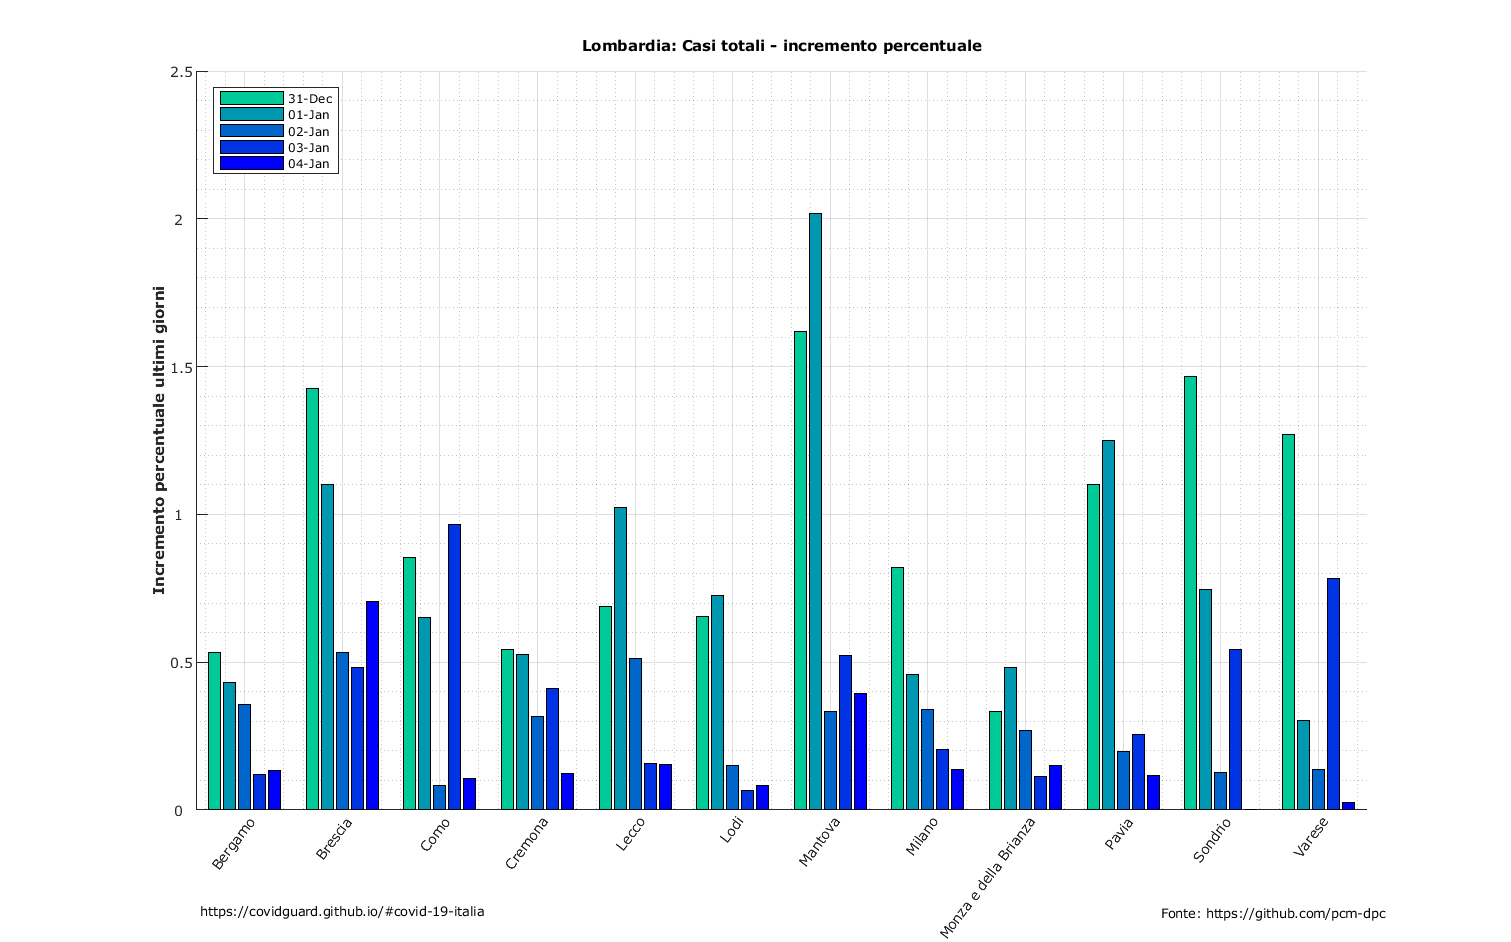 Lombardia: Casi totali - incremento percentuale
2.5
2
1.5
1
0.5
0
Incremento percentuale ultimi giorni
31-Dec
01-Jan
02-Jan
03-Jan
04-Jan
Bergamo
Brescia
Como
Cremona
Lecco
Lodi
Mantova
Milano
Monza e della Brianza
Pavia
Sondrio
Varese
https://covidguard.github.io/#covid-19-italia
Fonte: https://github.com/pcm-dpc